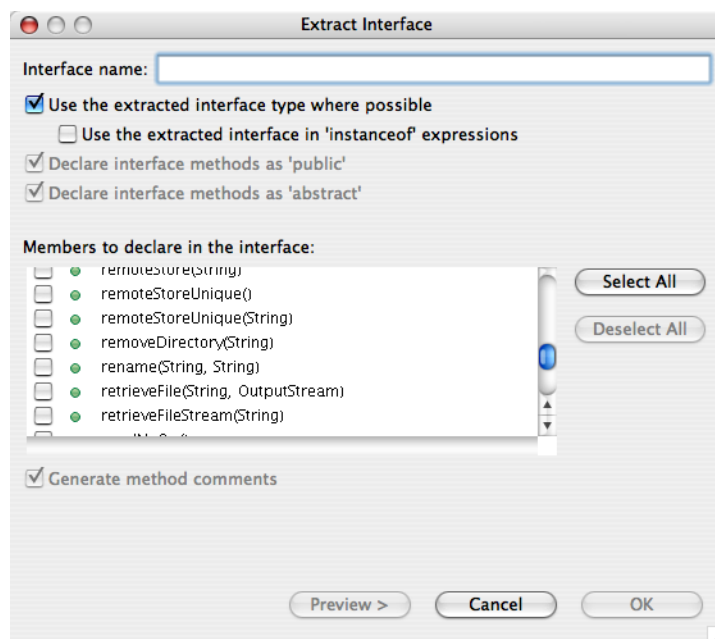 Extract Interface
Interface name:
Use the extracted interface type where possible
Use the extracted interface in 'instanceof' expressions
Declare interface methods as 'public'
Declare interface methods as 'abstract'
Members to declare in the interface:
remoteStore(String)
Select All
remoteStoreUnique()
remoteStoreUnique(String)
Deselect All
removeDirectory(String)
rename(String, String)
retrieveFile(String, OutputStream)
retrieveFileStream(String)
Generate method comments
Preview >
Cancel
OK